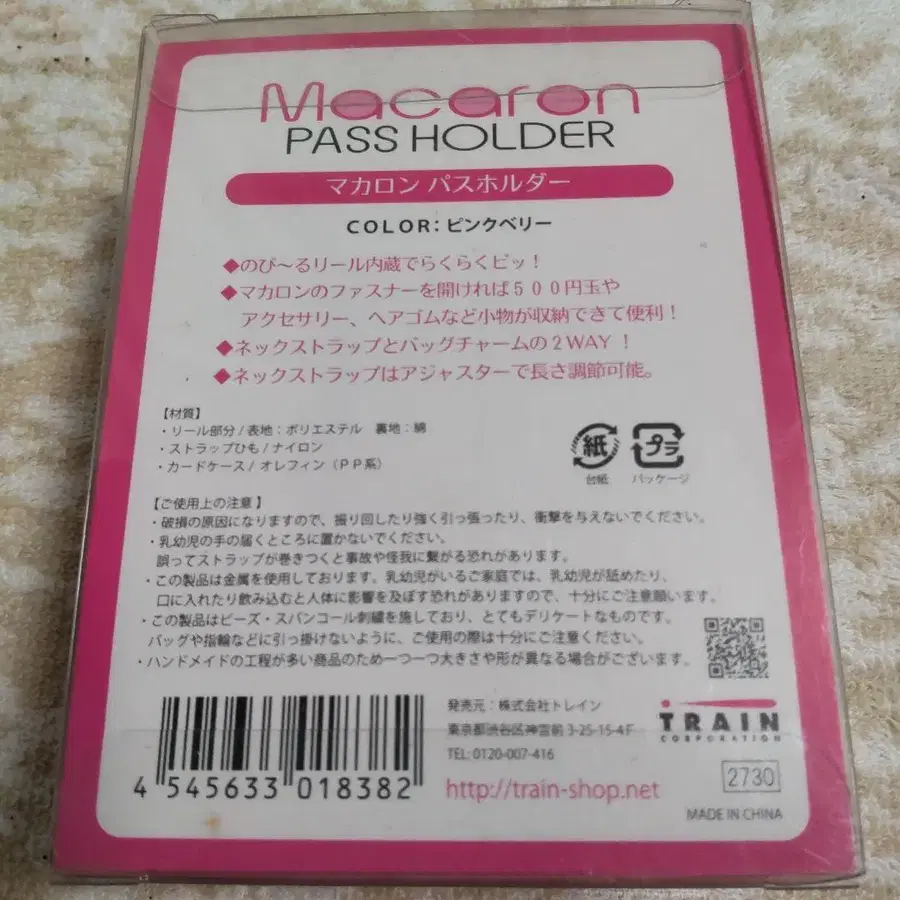 Macaron
PASS HOLDER
マカロン パスホルダー
COLOR: ピンクベリー
◆のび〜るリール内蔵でらくらくピッ！
◆マカロンのファスナーを開ければ５００円玉や
アクセサリー、ヘアゴムなど小物が収納できて便利！
◆ネックストラップとバッグチャームの２WAY！
◆ネックストラップはアジャスターで長さ調節可能。
【材質】
・リール部分/表地：ポリエステル　裏地：綿
・ストラップひも/ナイロン
・カードケース/オレフィン（ＰＰ系）
紙
台紙
プラ
パッケージ
【ご使用上の注意】
・破損の原因になりますので、振り回したり強く引っ張ったり、衝撃を与えないでください。
・乳幼児の手の届くところに置かないでください。
誤ってストラップが巻きつくと事故や怪我に繋がる恐れがあります。
・この製品は金属を使用しております。乳幼児がいるご家庭では、乳幼児が舐めたり、
口に入れたり飲み込むと人体に影響を及ぼす恐れがありますので、十分にご注意願います。
・この製品はビーズ・スパンコール刺繍を施しており、とてもデリケートなものです。
バッグや指輪などに引っ掛けないように、ご使用の際は十分にご注意ください。
・ハンドメイドの工程が多い商品のため一つ一つ大きさや形が異なる場合がございます。
4 545633 018382
発売元：株式会社トレイン
東京都渋谷区神宮前3-25-15-4F
TEL: 0120-007-416
http://train-shop.net
TRAIN
CORPORATION
2730
MADE IN CHINA